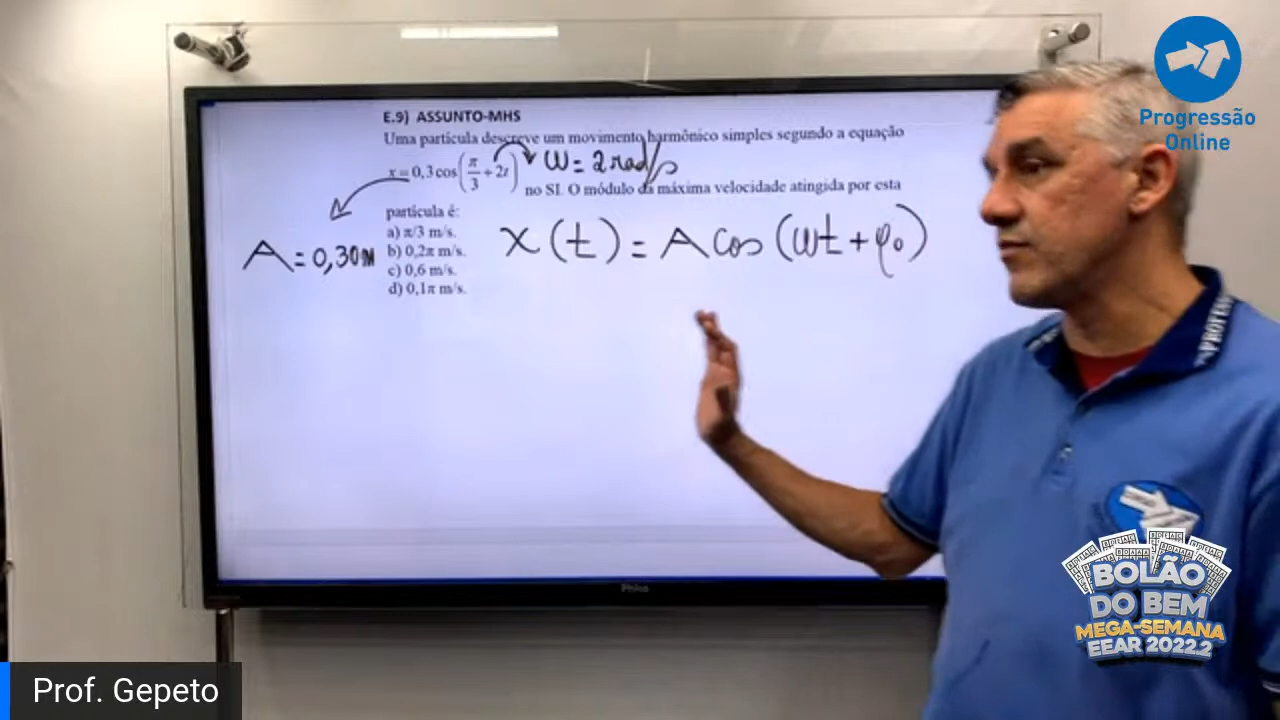 E.9) ASSUNTO-MHS
Uma partícula descreve um movimento harmônico simples segundo a equação
x = 0,3 cos(π/3 + 2t) no SI. O módulo da máxima velocidade atingida por esta
ω = 2 rad/s
partícula é:
a) π/3 m/s.
b) 0,2π m/s.
c) 0,6 m/s.
d) 0,1π m/s.
A = 0,30m
x(t) = A cos (ωt + φ₀)
Philco
Progressão
Online
BOLÃO
DO BEM
MEGA-SEMANA
EEAR 2022.2
Prof. Gepeto